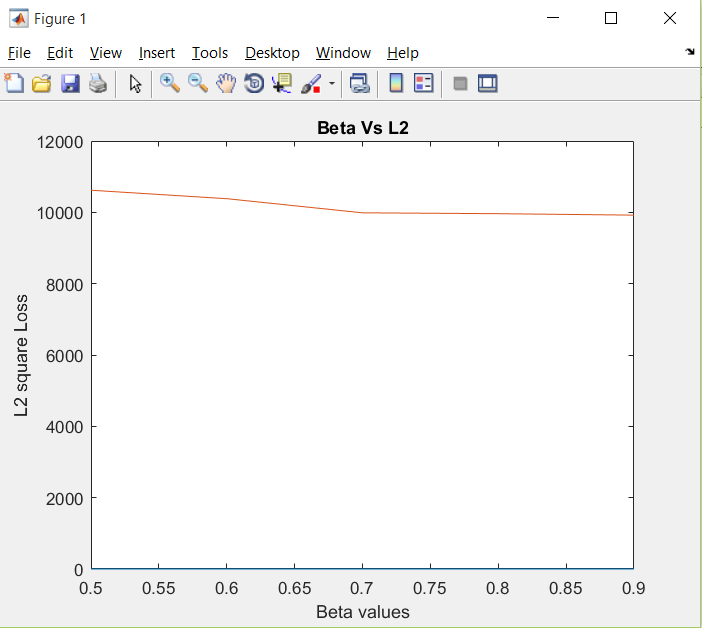 Figure 1
File Edit View Insert Tools Desktop Window Help
Beta Vs L2
12000
10000
8000
6000
4000
2000
0
L2 square Loss
0.5 0.55 0.6 0.65 0.7 0.75 0.8 0.85 0.9
Beta values